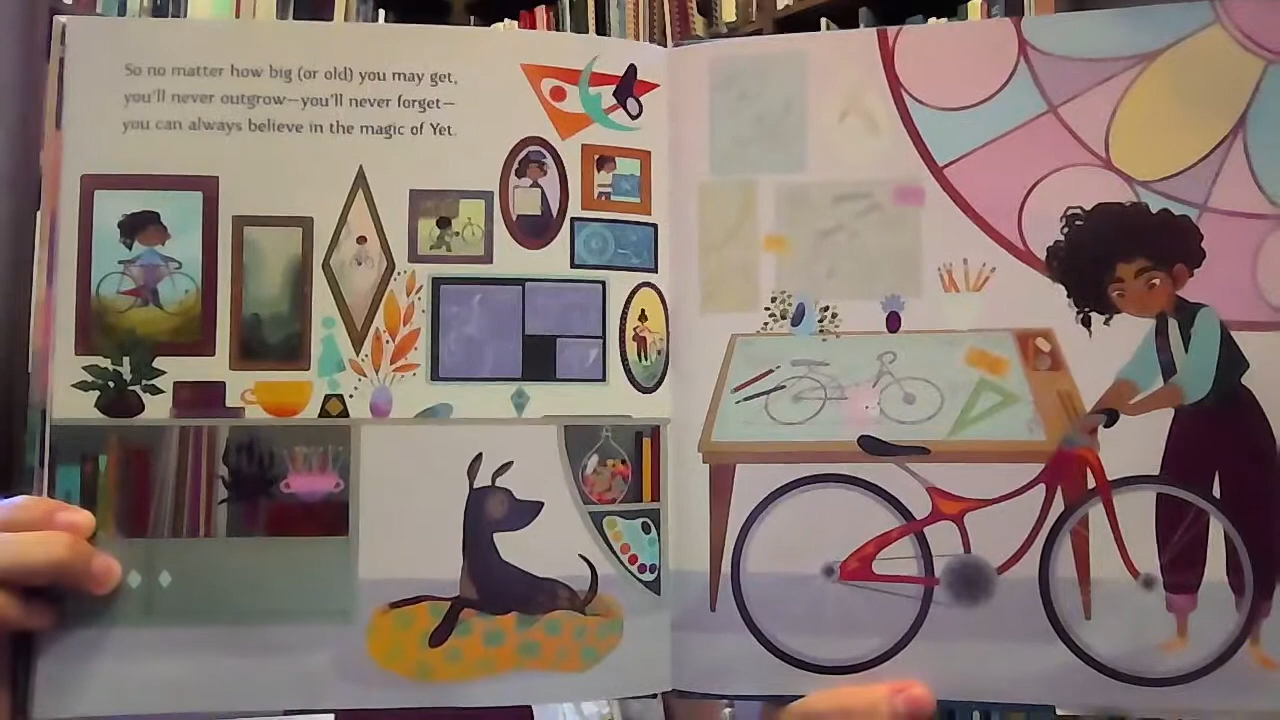 So no matter how big (or old) you may get,
you'll never outgrow—you'll never forget—
you can always believe in the magic of Yet.